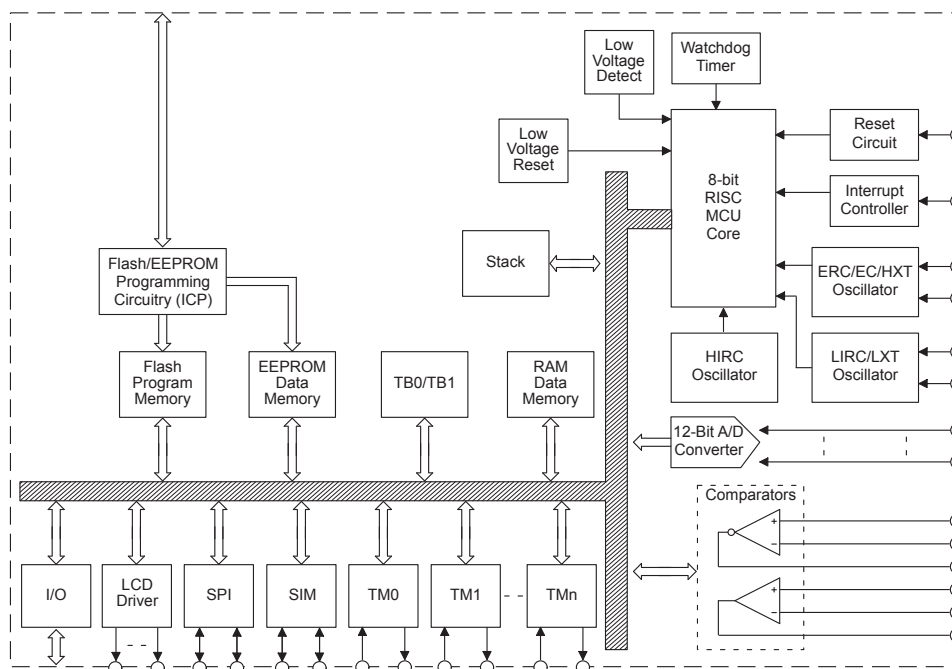 Low
Voltage
Detect
Watchdog
Timer
Low
Voltage
Reset
8-bit
RISC
MCU
Core
Reset
Circuit
Interrupt
Controller
Stack
Flash/EEPROM
Programming
Circuitry (ICP)
ERC/EC/HXT
Oscillator
HIRC
Oscillator
LIRC/LXT
Oscillator
Flash
Program
Memory
EEPROM
Data
Memory
TB0/TB1
RAM
Data
Memory
12-Bit A/D
Converter
Comparators
+
−
+
−
I/O
LCD
Driver
SPI
SIM
TM0
TM1
TMn